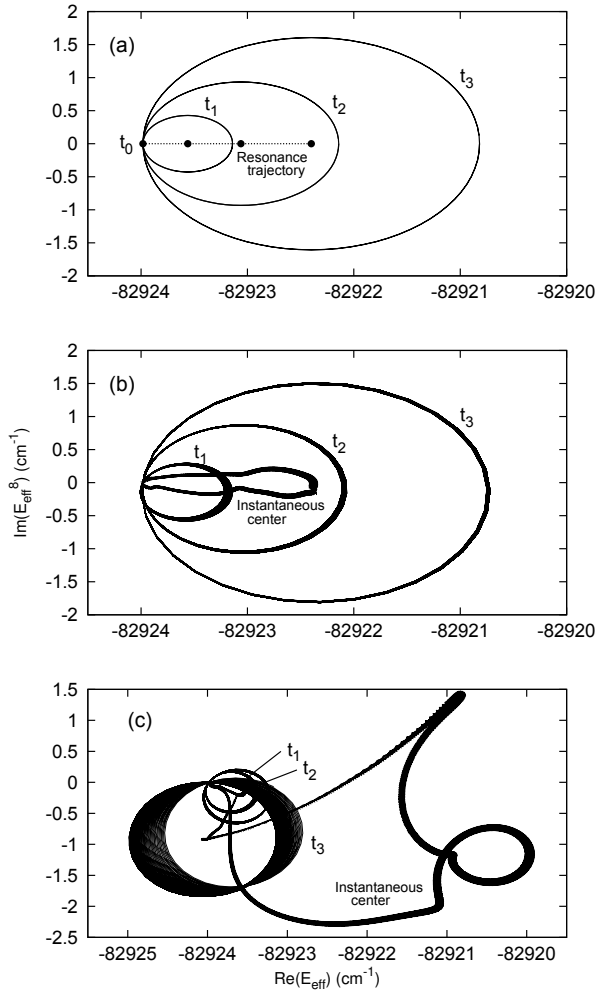 2
(a)
1.5
t3
1
t2
0.5
t1
t0
0
Resonance
trajectory
-0.5
-1
-1.5
-2
-82924 -82923 -82922 -82921 -82920
2
(b)
1.5
t3
1
t2
0.5
t1
0
Instantaneous
center
-0.5
-1
-1.5
-2
-82924 -82923 -82922 -82921 -82920
Im(Eeff8) (cm-1)
1.5
(c)
1
0.5
t1
t2
0
-0.5
t3
-1
-1.5
Instantaneous
center
-2
-2.5
-82925 -82924 -82923 -82922 -82921 -82920
Re(Eeff) (cm-1)